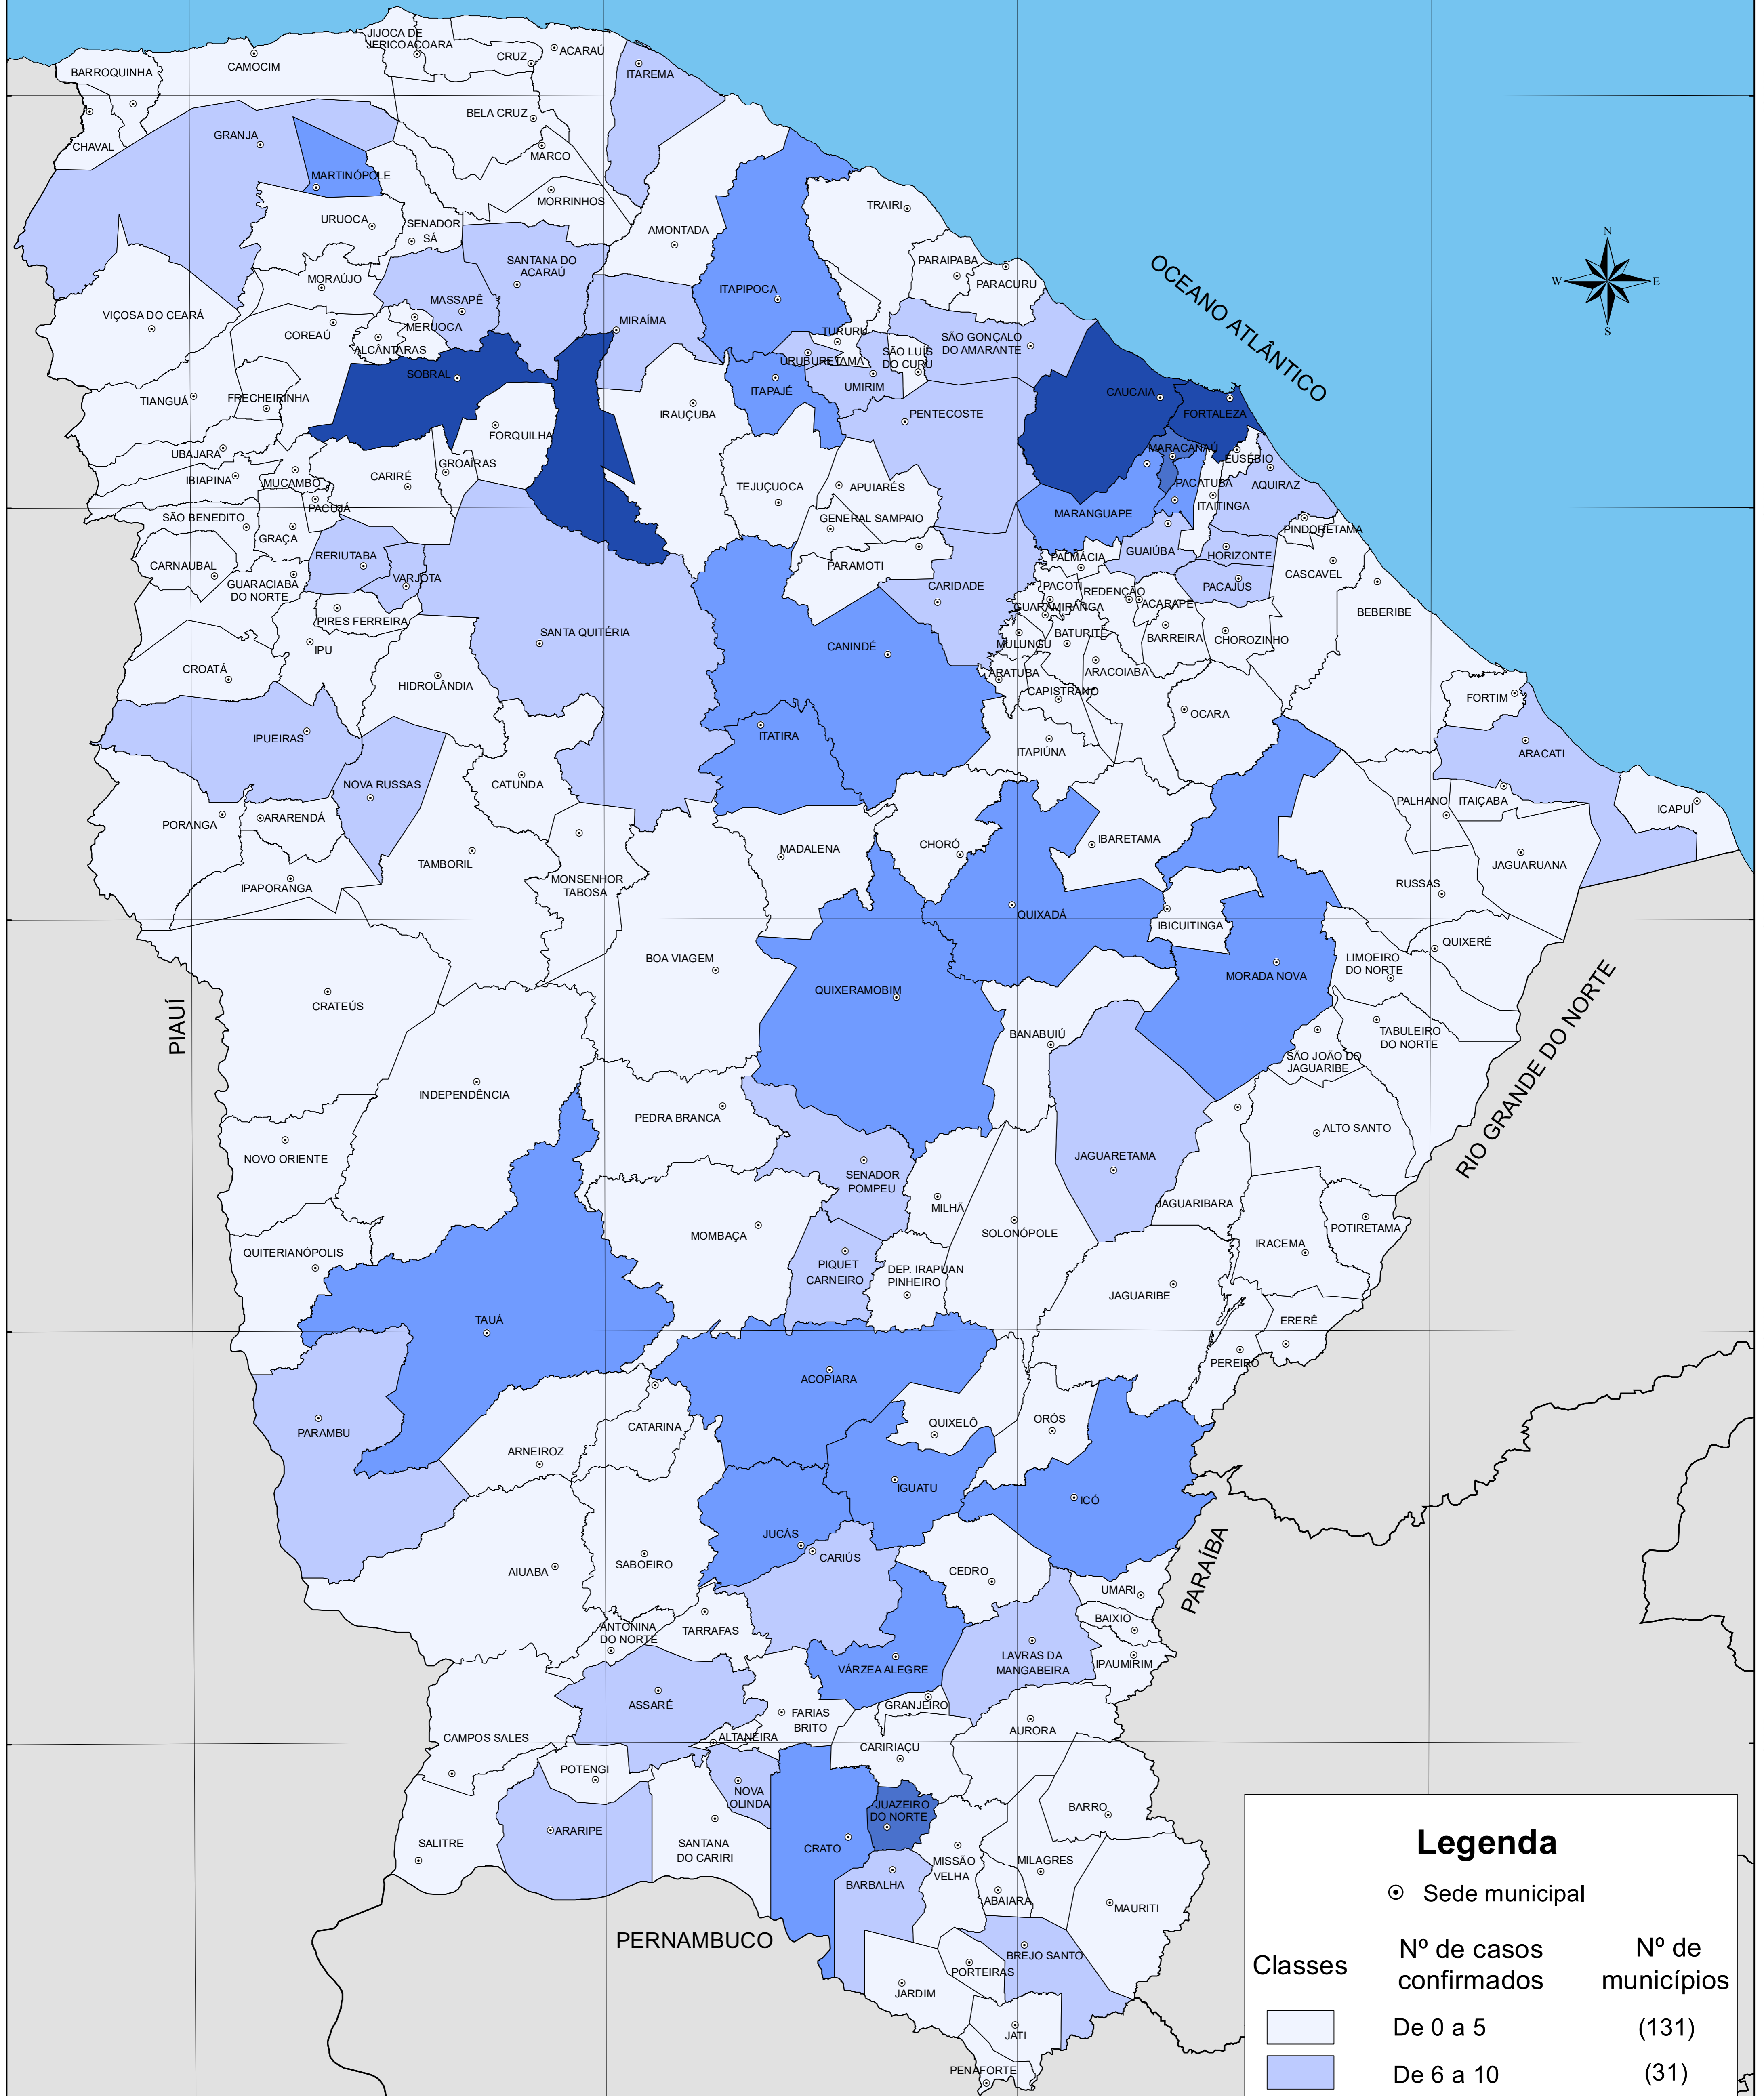 JIJOCA DE
JERICOACOARA
CRUZ
ACARAÚ
BARROQUINHA
CAMOCIM
ITAREMA
BELA CRUZ
GRANJA
CHAVAL
MARCO
MARTINÓPOLE
MORRINHOS
TRAIRI
URUOCA
SENADOR
SÁ
AMONTADA
N
SANTANA DO
ACARAÚ
PARAIPABA
OCEANO ATLÂNTICO
MORAÚJO
PARACURU
W
E
ITAPIPOCA
MASSAPÊ
VIÇOSA DO CEARÁ
MIRAÍMA
MERUOCA
S
COREAÚ
TURURU
SÃO GONÇALO
DO AMARANTE
ALCÂNTARAS
SÃO LUÍS
DO CURU
URUBURETAMA
SOBRAL
UMIRIM
ITAPAJÉ
CAUCAIA
TIANGUÁ
FRECHEIRINHA
IRAUÇUBA
PENTECOSTE
FORTALEZA
FORQUILHA
MARACANAÚ
UBAJARA
GROAÍRAS
EUSÉBIO
IBIAPINA
MUCAMBO
CARIRÉ
TEJUÇUOCA
APUIARÉS
PACATUBA
AQUIRAZ
PACUJÁ
ITAITINGA
SÃO BENEDITO
GENERAL SAMPAIO
MARANGUAPE
PINDORETAMA
GRAÇA
RERIUTABA
GUAIÚBA
HORIZONTE
CARNAUBAL
PARAMOTI
PALMÁCIA
CASCAVEL
GUARACIABA
DO NORTE
VARJOTA
CARIDADE
PACOTI
REDENÇÃO
PACAJUS
GUARAMIRANGA
ACARAPE
BEBERIBE
PIRES FERREIRA
SANTA QUITÉRIA
CANINDÉ
MULUNGU
BATURITÉ
BARREIRA
CHOROZINHO
IPU
CROATÁ
HIDROLÂNDIA
ARATUBA
ARACOIABA
CAPISTRANO
FORTIM
OCARA
IPUEIRAS
ITATIRA
ITAPIÚNA
ARACATI
NOVA RUSSAS
CATUNDA
PORANGA
ARARENDÁ
PALHANO
ITAIÇABA
ICAPUÍ
TAMBORIL
MADALENA
CHORÓ
IBARETAMA
JAGUARUANA
IPAPORANGA
MONSENHOR
TABOSA
RUSSAS
QUIXADÁ
IBICUITINGA
QUIXERÉ
BOA VIAGEM
LIMOEIRO
DO NORTE
MORADA NOVA
QUIXERAMOBIM
CRATEÚS
PIAUÍ
BANABUIÚ
TABULEIRO
DO NORTE
RIO GRANDE DO NORTE
SÃO JOÃO DO
JAGUARIBE
INDEPENDÊNCIA
PEDRA BRANCA
ALTO SANTO
NOVO ORIENTE
SENADOR
POMPEU
JAGUARETAMA
JAGUARIBARA
MILHÃ
MOMBAÇA
SOLONÓPOLE
POTIRETAMA
IRACEMA
QUITERIANÓPOLIS
PIQUET
CARNEIRO
DEP. IRAPUAN
PINHEIRO
JAGUARIBE
TAUÁ
ERERÊ
PEREIRO
ACOPIARA
PARAMBU
CATARINA
QUIXELÔ
ORÓS
ARNEIROZ
IGUATU
ICÓ
JUCÁS
CARIÚS
PARAÍBA
AIUABA
SABOEIRO
CEDRO
UMARI
ANTONINA
DO NORTE
TARRAFAS
BAIXIO
LAVRAS DA
MANGABEIRA
VÁRZEA ALEGRE
IPAUMIRIM
ASSARÉ
FARIAS
BRITO
GRANJEIRO
CAMPOS SALES
ALTANEIRA
AURORA
CARIRIAÇU
POTENGI
NOVA
OLINDA
JUAZEIRO
DO NORTE
BARRO
ARARIPE
SALITRE
SANTANA
DO CARIRI
CRATO
MISSÃO
VELHA
MILAGRES
BARBALHA
ABAIARA
MAURITI
PERNAMBUCO
BREJO SANTO
PORTEIRAS
JARDIM
JATI
PENAFORTE
Legenda
Sede municipal
Classes
Nº de casos
confirmados
Nº de
municípios
De 0 a 5
(131)
De 6 a 10
(31)